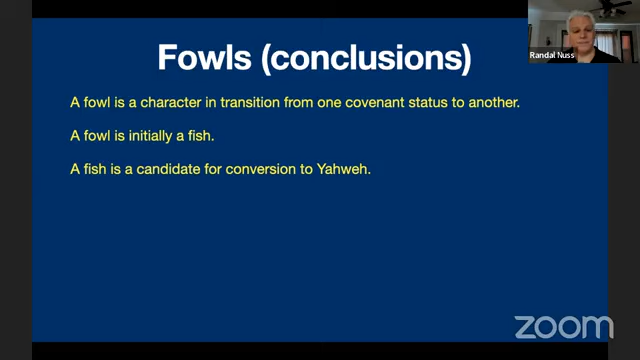 Fowls (conclusions)
Randal Nuss
A fowl is a character in transition from one covenant status to another.
A fowl is initially a fish.
A fish is a candidate for conversion to Yahweh.
zoom